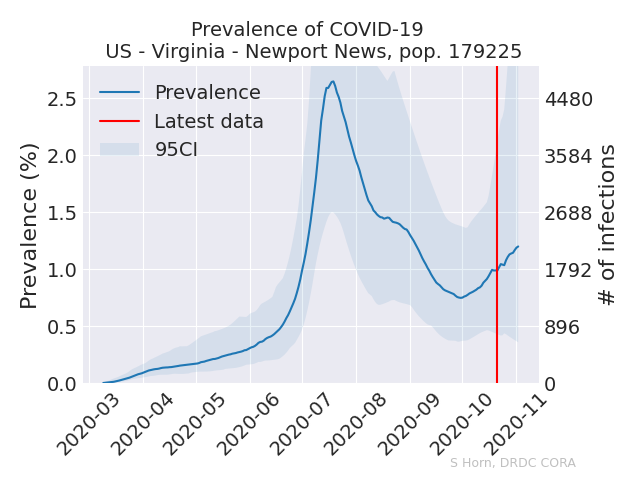 Prevalence of COVID-19
US - Virginia - Newport News, pop. 179225
Prevalence
Latest data
95CI
Prevalence (%)
2.5
2.0
1.5
1.0
0.5
0.0
# of infections
4480
3584
2688
1792
896
0
2020-03
2020-04
2020-05
2020-06
2020-07
2020-08
2020-09
2020-10
2020-11
S Horn, DRDC CORA